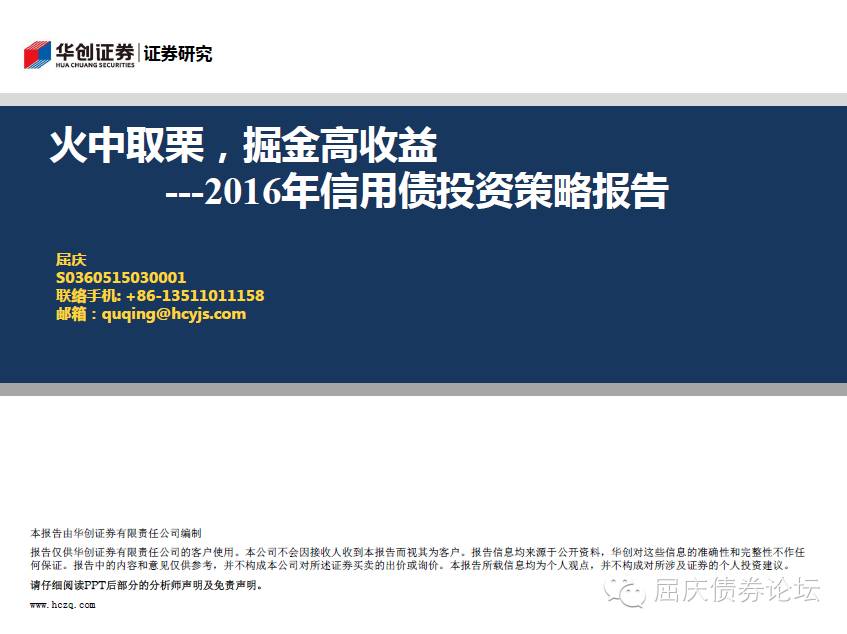 华创证券 证券研究
HUA CHUANG SECURITIES
火中取栗，掘金高收益
---2016年信用债投资策略报告
屈庆
S0360515030001
联络手机: +86-13511011158
邮箱：quqing@hcyjs.com
本报告由华创证券有限责任公司编制
报告仅供华创证券有限责任公司的客户使用。本公司不会因接收人收到本报告而视其为客户。报告信息均来源于公开资料，华创对这些信息的准确性和完整性不作任
何保证。报告中的内容和意见仅供参考，并不构成本公司对所述证券买卖的出价或询价。本报告所载信息均为个人观点，并不构成对所涉及证券的个人投资建议。
请仔细阅读PPT后部分的分析师声明及免责声明。
www.hczq.com
屈庆债券论坛